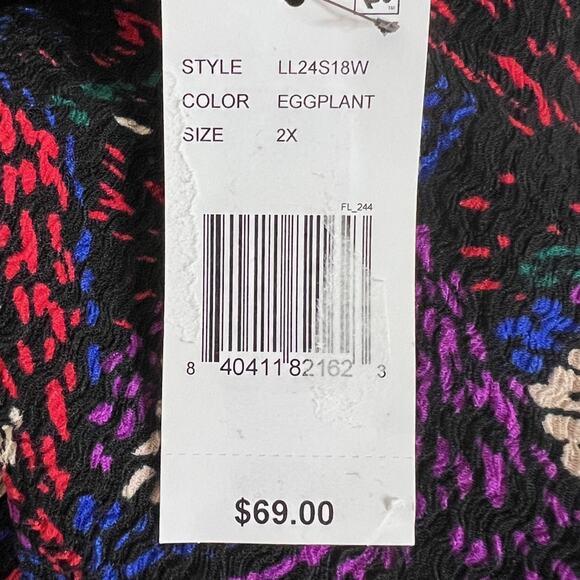 STYLE LL24S18W
COLOR EGGPLANT
SIZE 2X
FL_244
8 40411 82162 3
$69.00